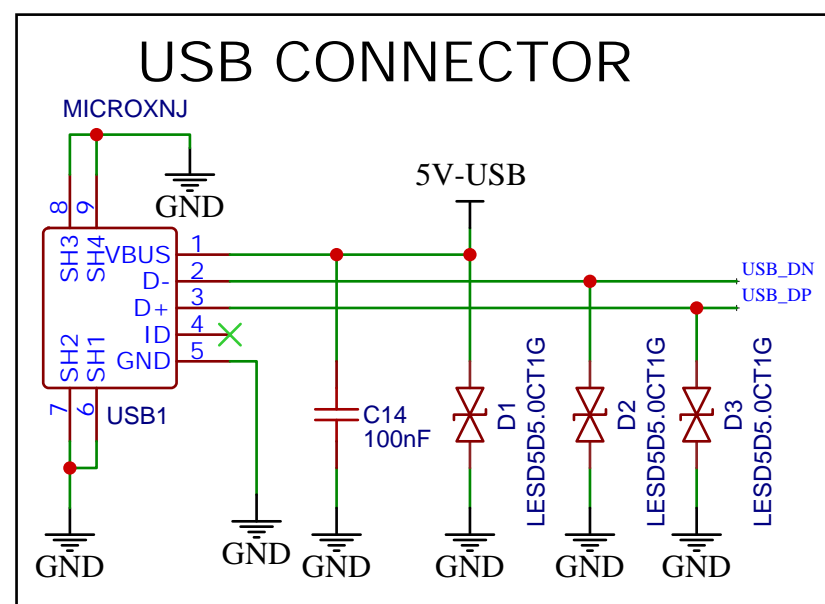 USB CONNECTOR
MICROXNJ
5V-USB
GND
8
9
SH3
SH4
VBUS
1
D-
2
USB_DN
D+
3
USB_DP
ID
4
GND
5
SH2
SH1
7
6
USB1
C14
100nF
D1
LESD5D5.0CT1G
D2
LESD5D5.0CT1G
D3
LESD5D5.0CT1G
GND
GND
GND
GND
GND
GND